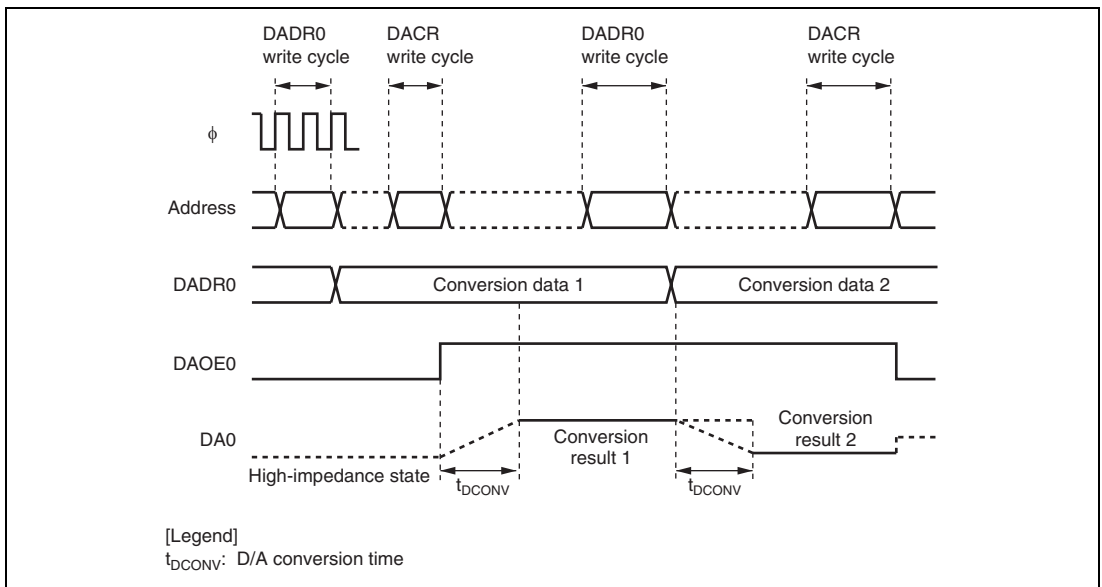 DADR0 write cycle
DACR write cycle
DADR0 write cycle
DACR write cycle
ϕ
Address
DADR0
Conversion data 1
Conversion data 2
DAOE0
DA0
High-impedance state
Conversion result 1
Conversion result 2
tDCONV
tDCONV
[Legend]
tDCONV: D/A conversion time